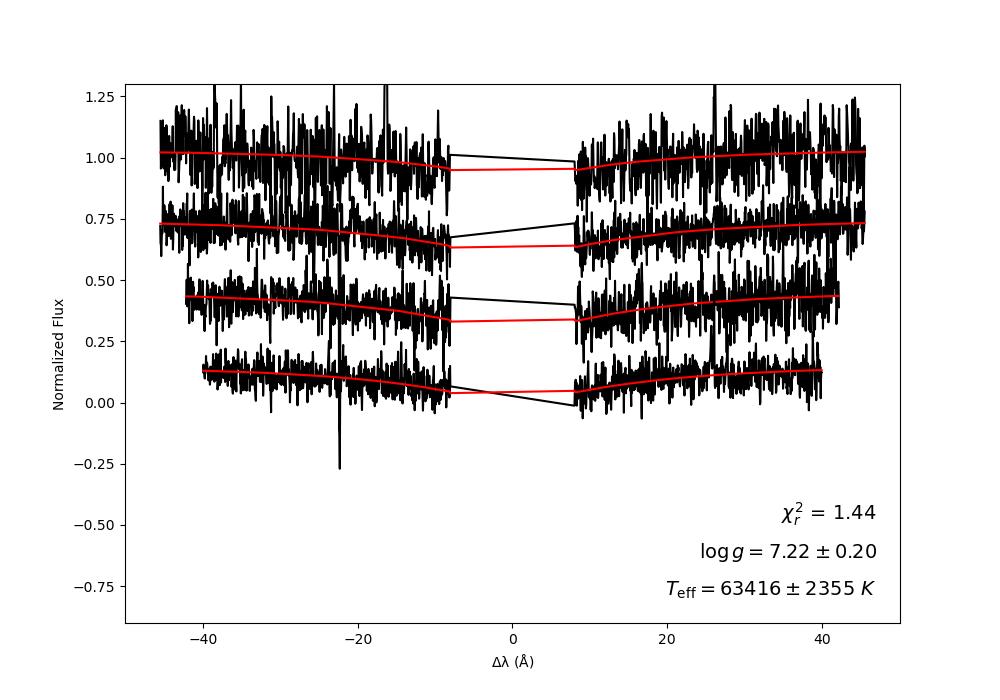 1.25
1.00
0.75
0.50
0.25
0.00
−0.25
−0.50
−0.75
Normalized Flux
−40
−20
0
20
40
Δλ (Å)
χ²ᵣ = 1.44
log g = 7.22 ± 0.20
T_eff = 63416 ± 2355 K